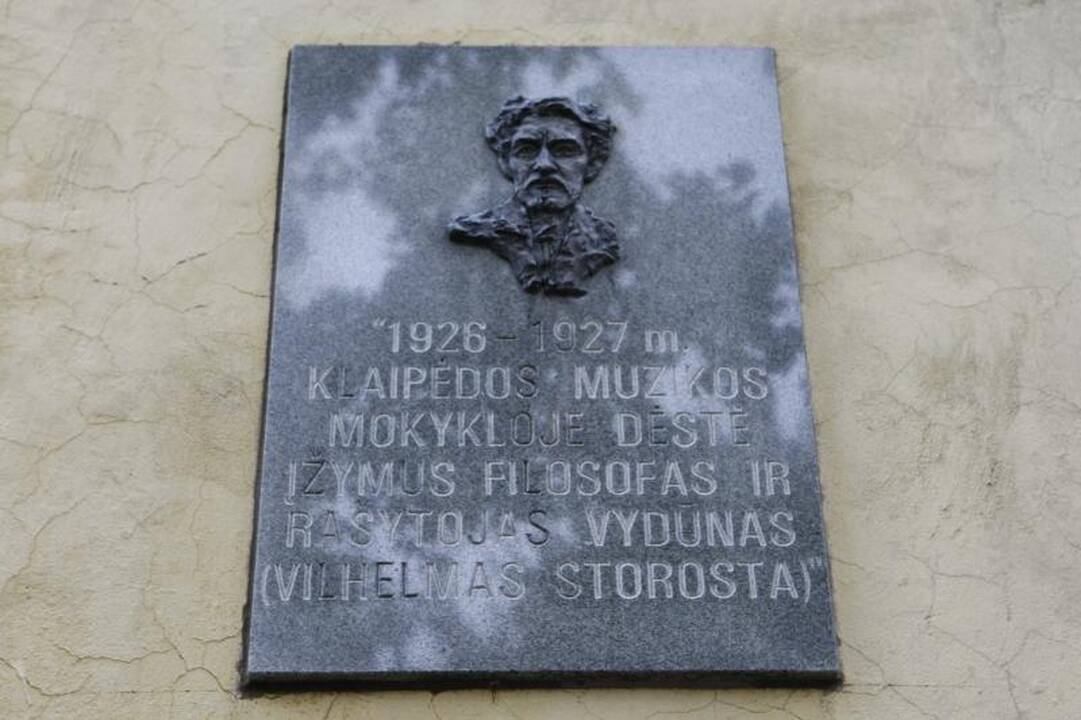 "1926 – 1927 m.
KLAIPĖDOS MUZIKOS
MOKYKLOJE DĖSTĖ
ĮŽYMUS FILOSOFAS IR
RAŠYTOJAS VYDŪNAS
(VILHELMAS STOROSTA)"